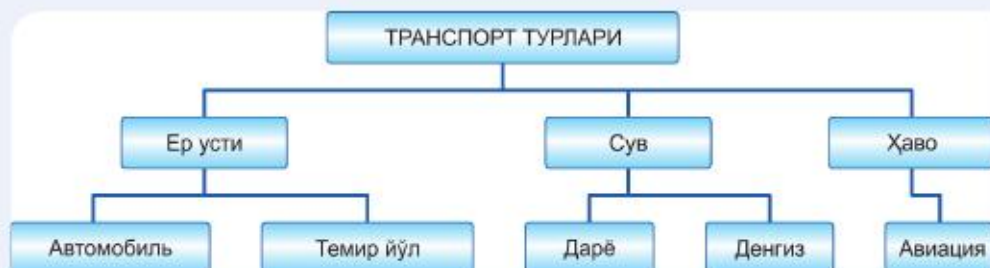 ТРАНСПОРТ ТУРЛАРИ
Ер усти
Сув
Ҳаво
Автомобиль
Темир йўл
Дарё
Денгиз
Авиация